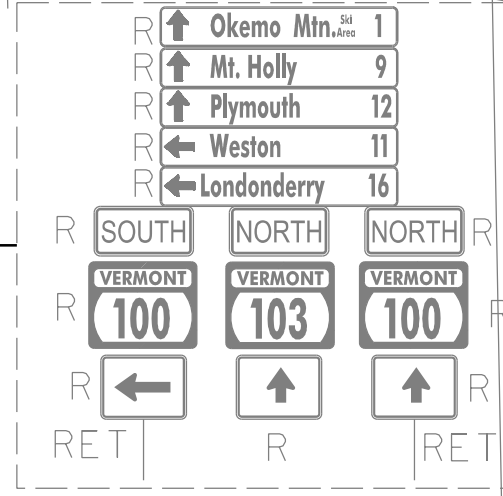 R Okemo Mtn. Ski Area 1
R Mt. Holly 9
R Plymouth 12
R Weston 11
R Londonderry 16
R SOUTH NORTH NORTH R
VERMONT VERMONT VERMONT
R 100 103 100 R
R R
RET R RET